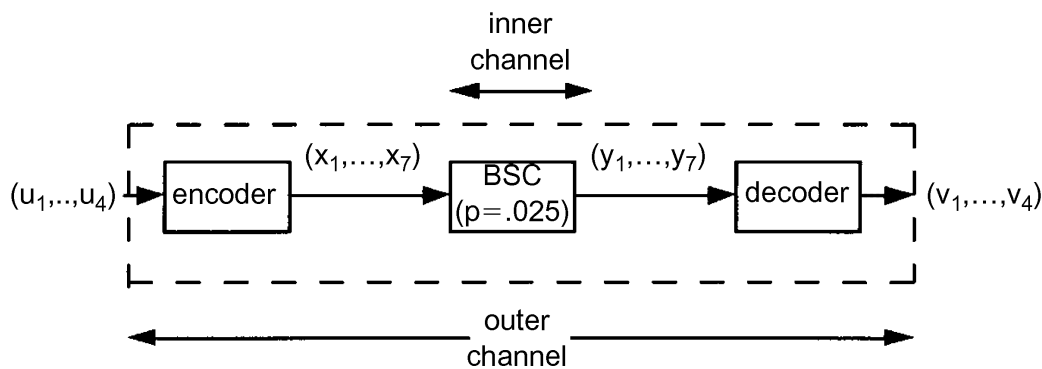 inner
channel
(u₁,..,u₄)
encoder
(x₁,…,x₇)
BSC
(p=.025)
(y₁,…,y₇)
decoder
(v₁,…,v₄)
outer
channel